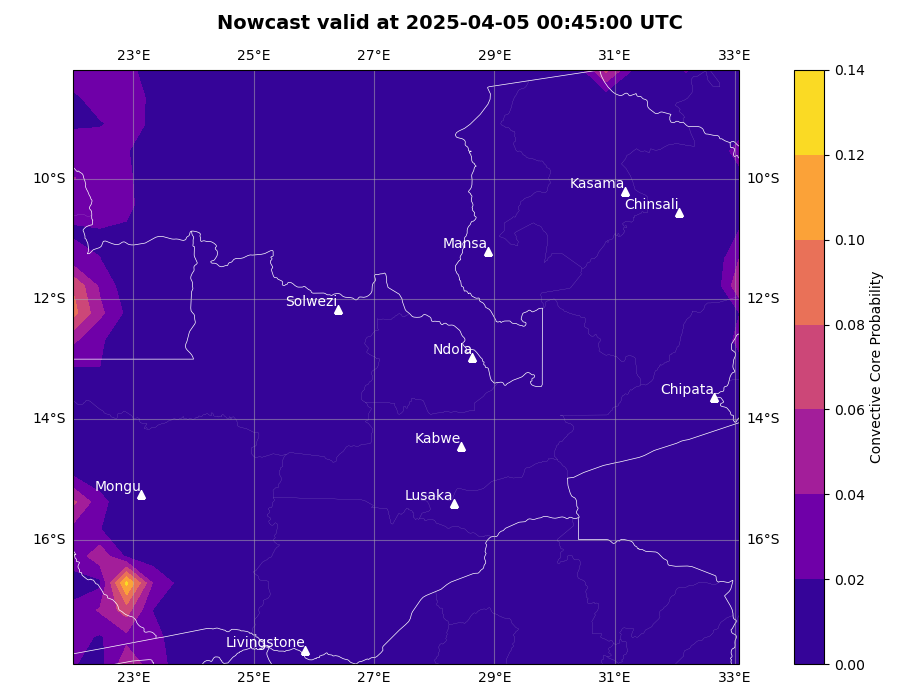 Nowcast valid at 2025-04-05 00:45:00 UTC
23°E 25°E 27°E 29°E 31°E 33°E
0.14
0.12
10°S 10°S
Kasama
Chinsali
0.10
Mansa
12°S 12°S
Solwezi
0.08
Ndola
Convective Core Probability
Chipata
0.06
14°S 14°S
Kabwe
Mongu
Lusaka
0.04
16°S 16°S
0.02
Livingstone
0.00
23°E 25°E 27°E 29°E 31°E 33°E